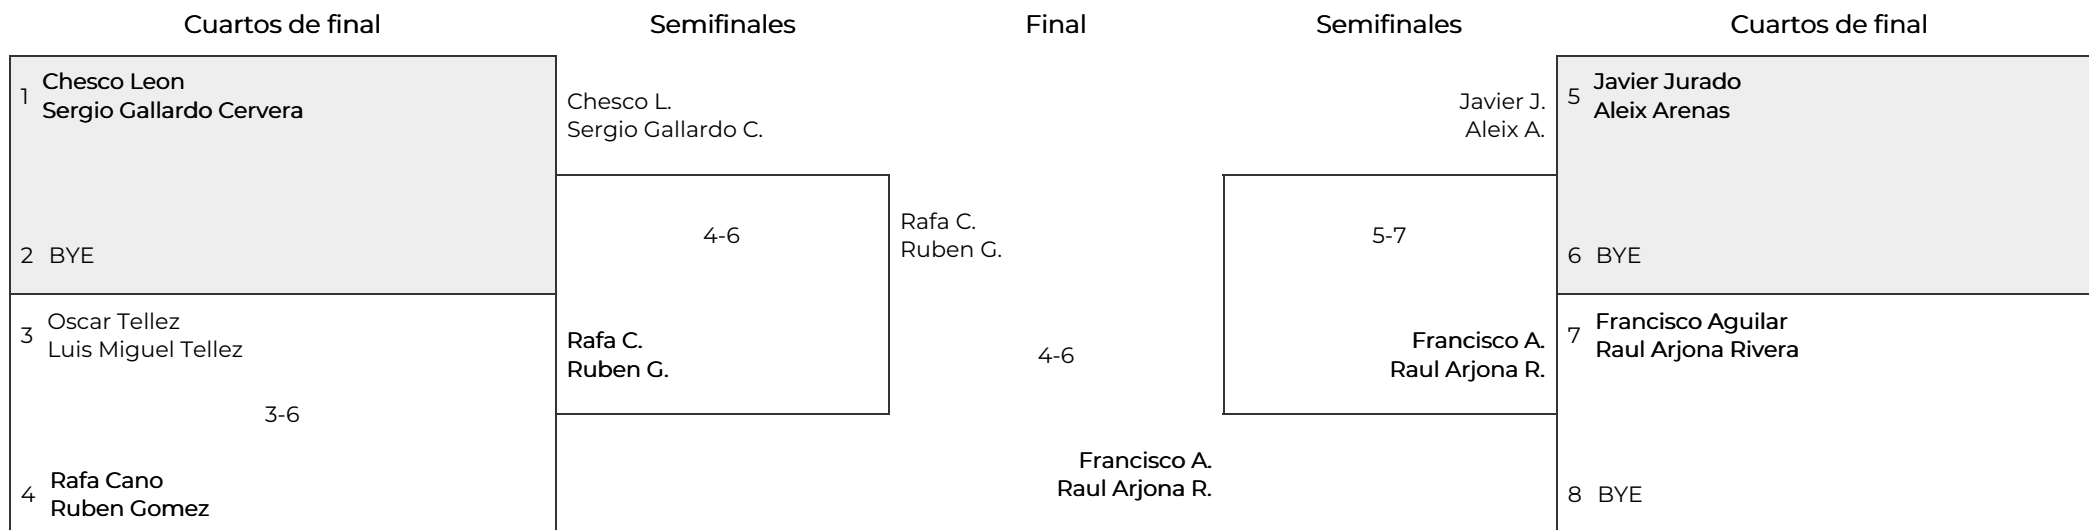 Cuartos de final
Semifinales
Final
Semifinales
Cuartos de final
1
Chesco Leon
Sergio Gallardo Cervera
2 BYE
3
Oscar Tellez
Luis Miguel Tellez
3-6
4
Rafa Cano
Ruben Gomez
Chesco L.
Sergio Gallardo C.
4-6
Rafa C.
Ruben G.
Rafa C.
Ruben G.
4-6
Francisco A.
Raul Arjona R.
Javier J.
Aleix A.
5-7
Francisco A.
Raul Arjona R.
5
Javier Jurado
Aleix Arenas
6 BYE
7
Francisco Aguilar
Raul Arjona Rivera
8 BYE